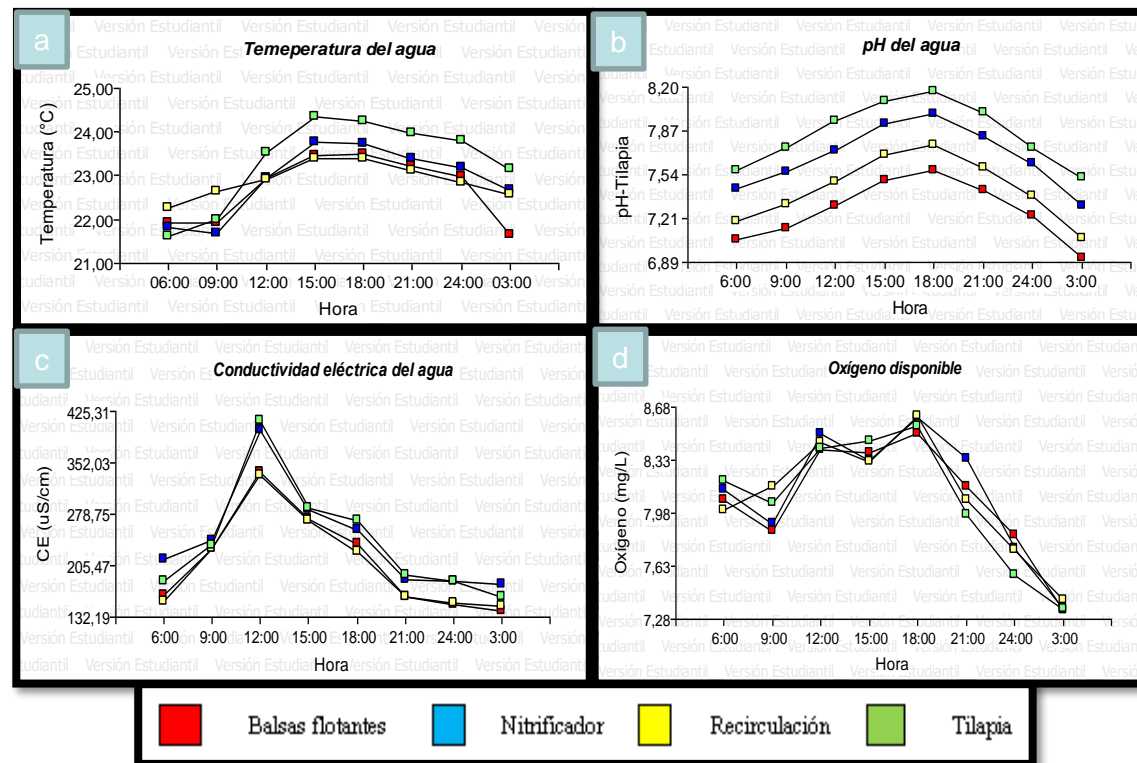 a
Temeperatura del agua
Temperatura (°C)
25,00
24,00
23,00
22,00
21,00
06:00 09:00 12:00 15:00 18:00 21:00 24:00 03:00
Hora
b
pH del agua
pH-Tilapia
8,20
7,87
7,54
7,21
6,89
6:00 9:00 12:00 15:00 18:00 21:00 24:00 3:00
Hora
c
Conductividad eléctrica del agua
CE (uS/cm)
425,31
352,03
278,75
205,47
132,19
6:00 9:00 12:00 15:00 18:00 21:00 24:00 3:00
Hora
d
Oxígeno disponible
Oxígeno (mg/L)
8,68
8,33
7,98
7,63
7,28
6:00 9:00 12:00 15:00 18:00 21:00 24:00 3:00
Hora
Balsas flotantes Nitrificador Recirculación Tilapia
Versión Estudiantil